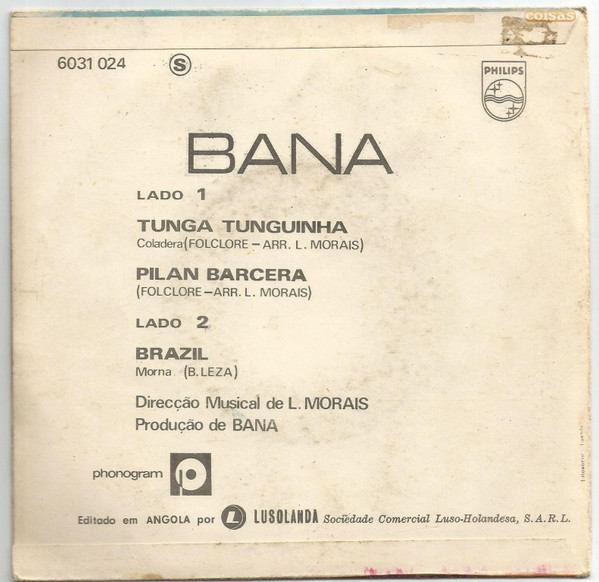 coisas
6031 024 S
PHILIPS
BANA
LADO 1
TUNGA TUNGUINHA
Coladera (FOLCLORE – ARR. L. MORAIS)
PILAN BARCERA
(FOLCLORE – ARR. L. MORAIS)
LADO 2
BRAZIL
Morna (B. LEZA)
Direcção Musical de L. MORAIS
Produção de BANA
phonogram p
Editado em ANGOLA por L LUSOLANDA Sociedade Comercial Luso-Holandesa, S. A. R. L.